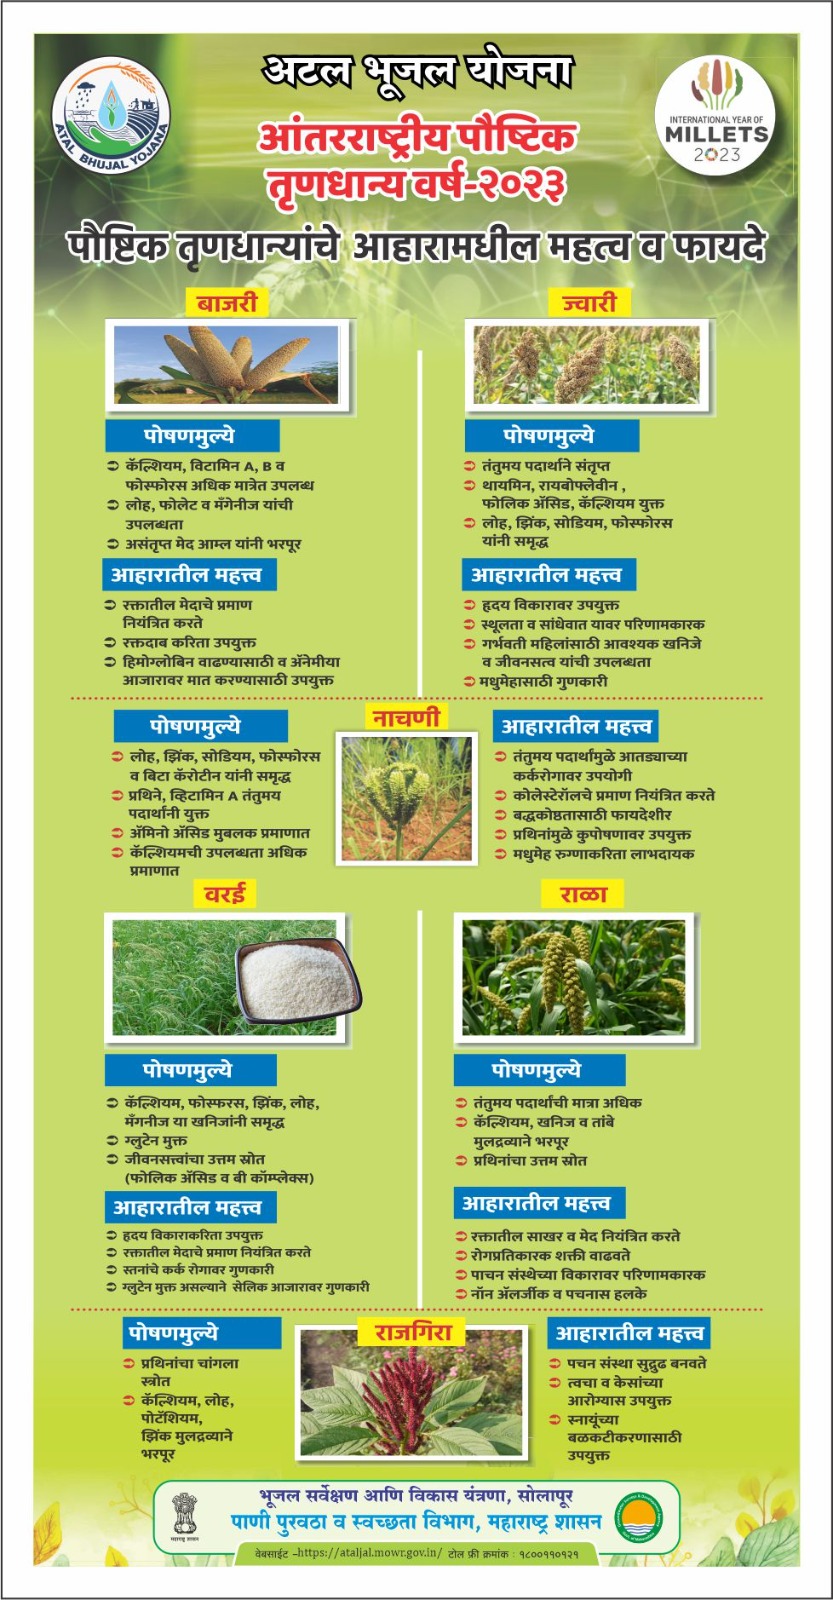 अटल भूजल योजना
ATAL BHUJAL YOJANA
INTERNATIONAL YEAR OF
MILLETS
2023
आंतरराष्ट्रीय पौष्टिक
तृणधान्य वर्ष-२०२३
पौष्टिक तृणधान्यांचे आहारामधील महत्व व फायदे
बाजरी
पोषणमुल्ये
कॅल्शियम, विटामिन A, B व
फोस्फोरस अधिक मात्रेत उपलब्ध
लोह, फोलेट व मँगेनीज यांची
उपलब्धता
असंतृप्त मेद आम्ल यांनी भरपूर
आहारातील महत्त्व
रक्तातील मेदाचे प्रमाण
नियंत्रित करते
रक्तदाब करिता उपयुक्त
हिमोग्लोबिन वाढण्यासाठी व ॲनेमीया
आजारावर मात करण्यासाठी उपयुक्त
ज्वारी
पोषणमुल्ये
तंतुमय पदार्थाने संतृप्त
थायमिन, रायबोफ्लेवीन ,
फोलिक ॲसिड, कॅल्शियम युक्त
लोह, झिंक, सोडियम, फोस्फोरस
यांनी समृद्ध
आहारातील महत्त्व
हृदय विकारावर उपयुक्त
स्थूलता व सांधेवात यावर परिणामकारक
गर्भवती महिलांसाठी आवश्यक खनिजे
व जीवनसत्व यांची उपलब्धता
मधुमेहासाठी गुणकारी
नाचणी
पोषणमुल्ये
लोह, झिंक, सोडियम, फोस्फोरस
व बिटा कॅरोटीन यांनी समृद्ध
प्रथिने, व्हिटामिन A तंतुमय
पदार्थांनी युक्त
ॲमिनो ॲसिड मुबलक प्रमाणात
कॅल्शियमची उपलब्धता अधिक
प्रमाणात
आहारातील महत्त्व
तंतुमय पदार्थांमुळे आतड्याच्या
कर्करोगावर उपयोगी
कोलेस्टेरॉलचे प्रमाण नियंत्रित करते
बद्धकोष्ठतासाठी फायदेशीर
प्रथिनांमुळे कुपोषणावर उपयुक्त
मधुमेह रुग्णाकरिता लाभदायक
वरई
पोषणमुल्ये
कॅल्शियम, फोस्फरस, झिंक, लोह,
मँगनीज या खनिजांनी समृद्ध
ग्लुटेन मुक्त
जीवनसत्त्वांचा उत्तम स्रोत
(फोलिक ॲसिड व बी कॉम्प्लेक्स)
आहारातील महत्त्व
हृदय विकाराकरिता उपयुक्त
रक्तातील मेदाचे प्रमाण नियंत्रित करते
स्तनांचे कर्क रोगावर गुणकारी
ग्लुटेन मुक्त असल्याने सेलिक आजारावर गुणकारी
राळा
पोषणमुल्ये
तंतुमय पदार्थांची मात्रा अधिक
कॅल्शियम, खनिज व तांबे
मुलद्रव्याने भरपूर
प्रथिनांचा उत्तम स्रोत
आहारातील महत्त्व
रक्तातील साखर व मेद नियंत्रित करते
रोगप्रतिकारक शक्ती वाढवते
पाचन संस्थेच्या विकारावर परिणामकारक
नॉन ॲलर्जीक व पचनास हलके
राजगिरा
पोषणमुल्ये
प्रथिनांचा चांगला
स्त्रोत
कॅल्शियम, लोह,
पोटॅशियम,
झिंक मुलद्रव्याने
भरपूर
आहारातील महत्त्व
पचन संस्था सुद्रुढ बनवते
त्वचा व केसांच्या
आरोग्यास उपयुक्त
स्नायूंच्या
बळकटीकरणासाठी
उपयुक्त
भूजल सर्वेक्षण आणि विकास यंत्रणा, सोलापूर
पाणी पुरवठा व स्वच्छता विभाग, महाराष्ट्र शासन
वेबसाईट -https://ataljal.mowr.gov.in/ टोल फ्री क्रमांक : १८००११०१२१